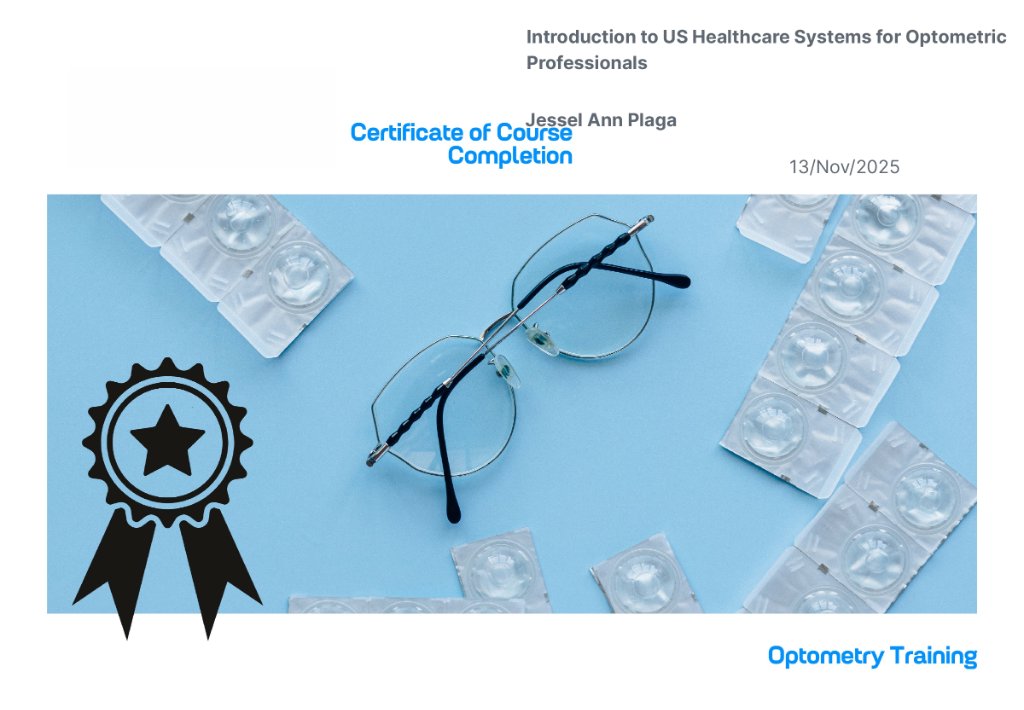 Introduction to US Healthcare Systems for Optometric
Professionals
Jessel Ann Plaga
Certificate of Course
Completion
13/Nov/2025
Optometry Training